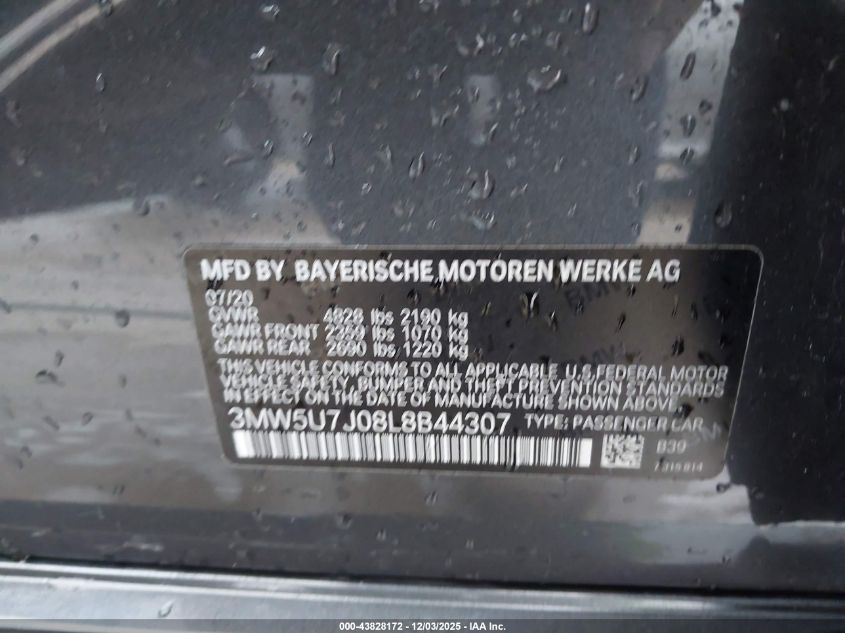 MFD BY BAYERISCHE MOTOREN WERKE AG
07/20
GVWR 4828 lbs 2190 kg
GAWR FRONT 2359 lbs 1070 kg
GAWR REAR 2690 lbs 1220 kg
THIS VEHICLE CONFORMS TO ALL APPLICABLE U.S. FEDERAL MOTOR
VEHICLE SAFETY, BUMPER AND THEFT PREVENTION STANDARDS
IN EFFECT ON THE DATE OF MANUFACTURE SHOWN ABOVE.
3MW5U7J08L8B44307 TYPE: PASSENGER CAR
B39
000-43828172 - 12/03/2025 - IAA Inc.